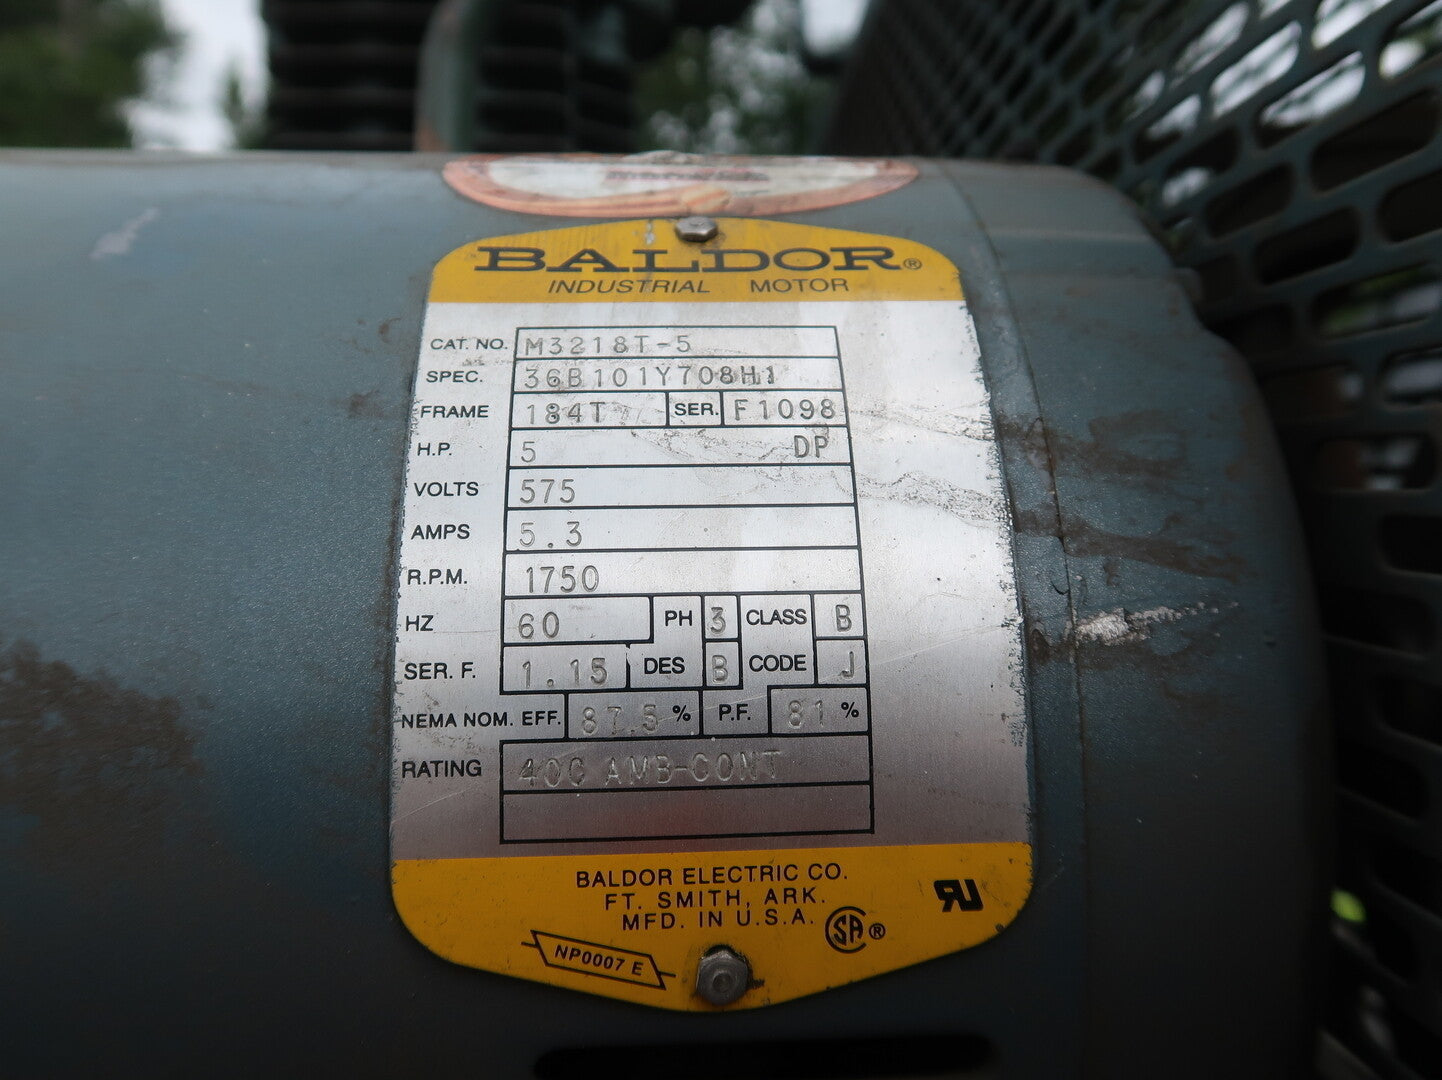 BALDOR®
INDUSTRIAL MOTOR
CAT. NO. M3218T-5
SPEC. 36B101Y708H1
FRAME 184T SER. F1098
H.P. 5 DP
VOLTS 575
AMPS 5.3
R.P.M. 1750
HZ 60 PH 3 CLASS B
SER. F. 1.15 DES B CODE J
NEMA NOM. EFF. 87.5 % P.F. 81 %
RATING 40C AMB-CONT
BALDOR ELECTRIC CO.
FT. SMITH, ARK.
MFD. IN U.S.A.
SA ®
NP0007 E